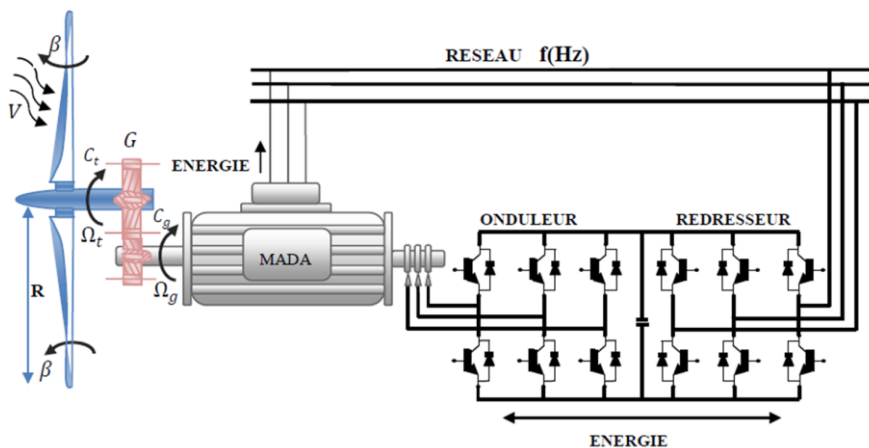 β
V
G
C_t
Ω_t
R
β
C_g
Ω_g
RESEAU f(Hz)
ENERGIE
MADA
ONDULEUR
REDRESSEUR
ENERGIE